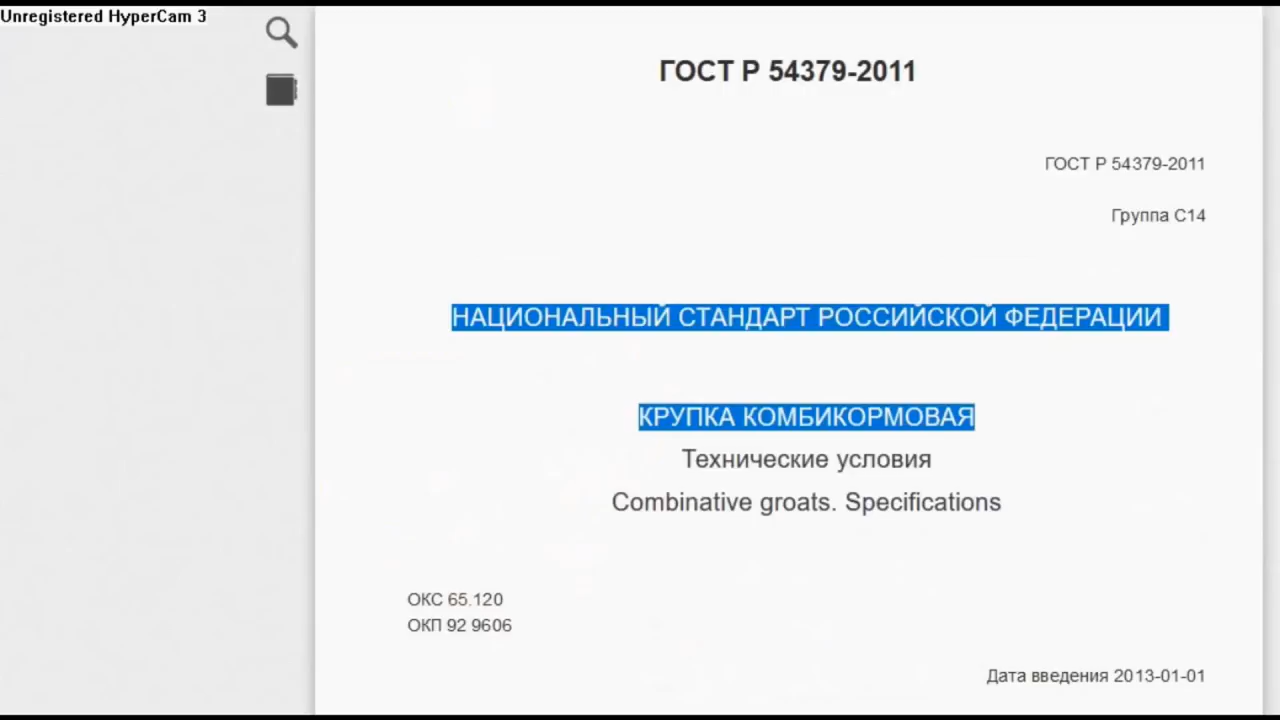 Unregistered HyperCam 3
ГОСТ Р 54379-2011
ГОСТ Р 54379-2011
Группа С14
НАЦИОНАЛЬНЫЙ СТАНДАРТ РОССИЙСКОЙ ФЕДЕРАЦИИ
КРУПКА КОМБИКОРМОВАЯ
Технические условия
Combinative groats. Specifications
ОКС 65.120
ОКП 92 9606
Дата введения 2013-01-01